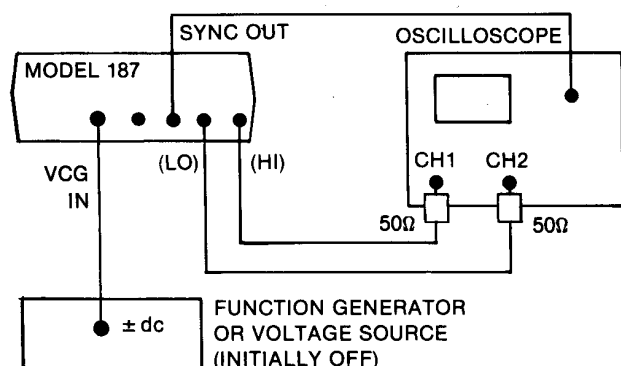 SYNC OUT
OSCILLOSCOPE
MODEL 187
(LO)
(HI)
VCG
IN
CH1
CH2
50Ω
50Ω
± dc
FUNCTION GENERATOR
OR VOLTAGE SOURCE
(INITIALLY OFF)